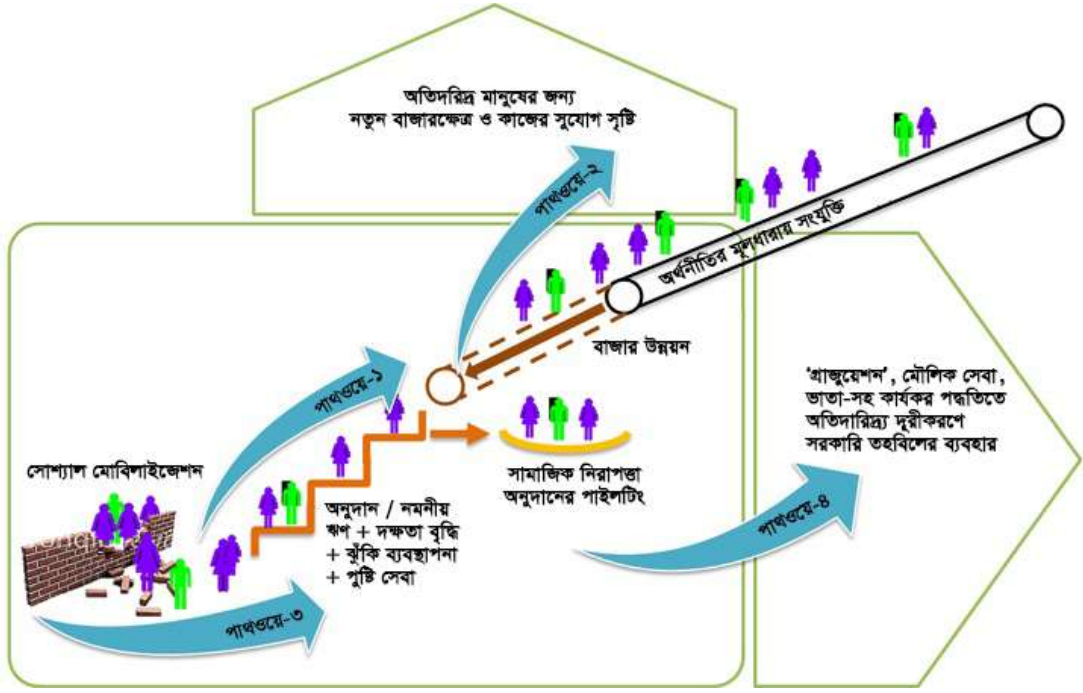 অতিদরিদ্র মানুষের জন্য
নতুন বাজারক্ষেত্র ও কাজের সুযোগ সৃষ্টি
পাথওয়ে-২
অর্থনীতির মূলধারায় সংযুক্তি
বাজার উন্নয়ন
পাথওয়ে-১
'গ্রাজুয়েশন', মৌলিক সেবা,
ভাতা-সহ কার্যকর পদ্ধতিতে
অতিদারিদ্র্য দূরীকরণে
সরকারি তহবিলের ব্যবহার
সোশ্যাল মোবিলাইজেশন
সামাজিক নিরাপত্তা
অনুদানের পাইলটিং
অনুদান / নমনীয়
ঋণ + দক্ষতা বৃদ্ধি
+ ঝুঁকি ব্যবস্থাপনা
+ পুষ্টি সেবা
পাথওয়ে-৪
পাথওয়ে-৩